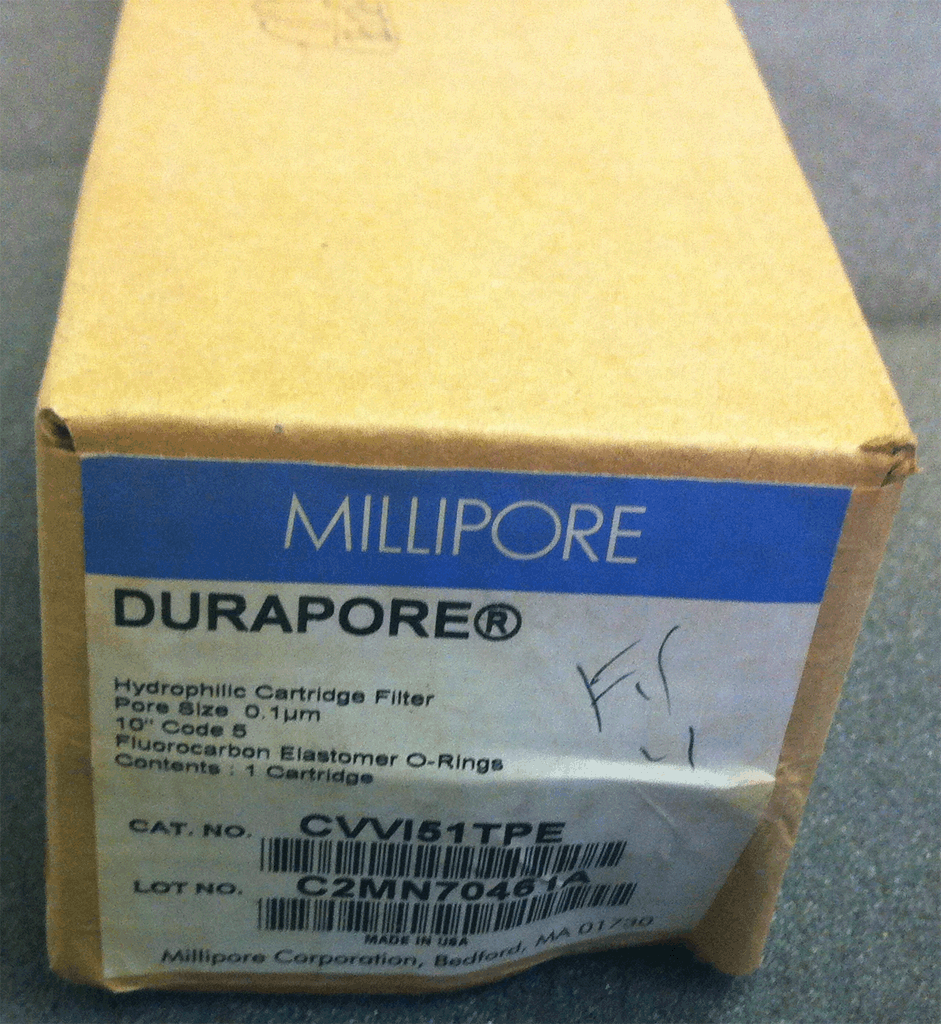 MILLIPORE
DURAPORE®
Hydrophilic Cartridge Filter
Pore Size 0.1µm
10" Code 5
Fluorocarbon Elastomer O-Rings
Contents : 1 Cartridge
CAT. NO. CVVI51TPE
LOT NO. C2MN70461A
MADE IN USA
Millipore Corporation, Bedford, MA 01730